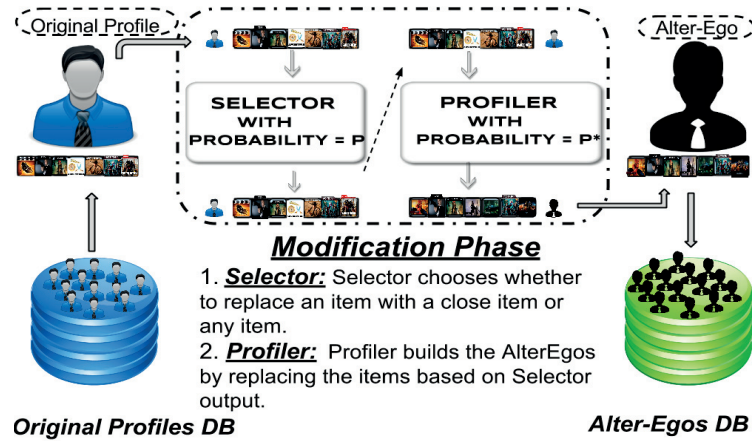 Original Profile
Alter-Ego
SELECTOR
WITH
PROBABILITY = P
PROFILER
WITH
PROBABILITY = P*
Modification Phase
1. Selector: Selector chooses whether
to replace an item with a close item or
any item.
2. Profiler: Profiler builds the AlterEgos
by replacing the items based on Selector
output.
Original Profiles DB
Alter-Egos DB